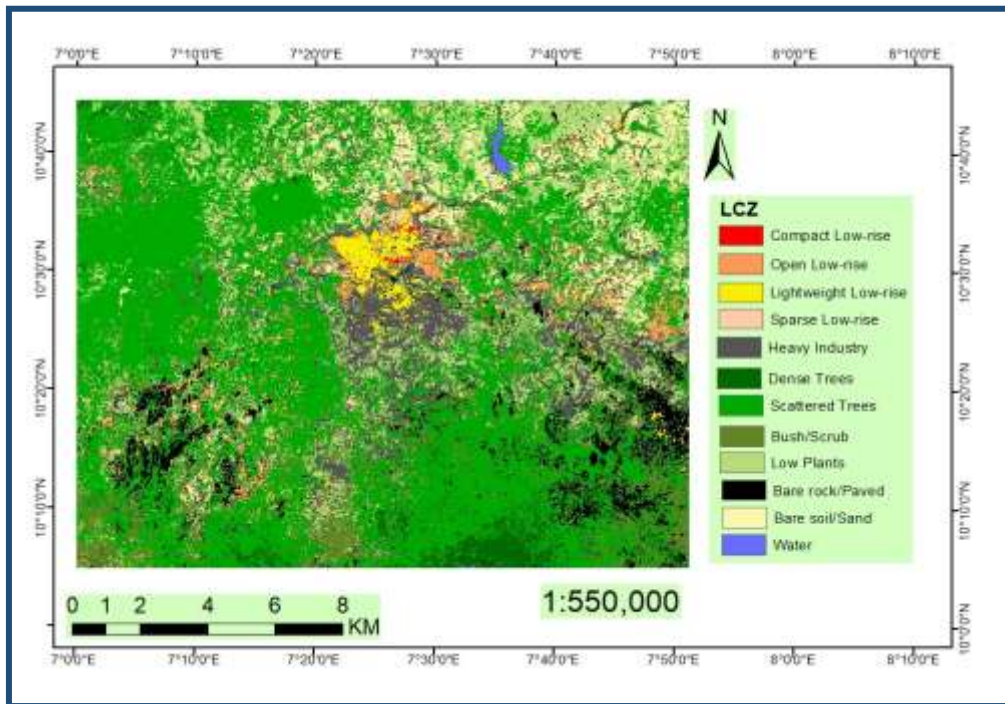 7°0'0"E 7°10'0"E 7°20'0"E 7°30'0"E 7°40'0"E 7°50'0"E 8°0'0"E 8°10'0"E
10°40'0"N
10°40'0"N
N
LCZ
Compact Low-rise
Open Low-rise
10°30'0"N
10°30'0"N
Lightweight Low-rise
Sparse Low-rise
Heavy Industry
Dense Trees
10°20'0"N
10°20'0"N
Scattered Trees
Bush/Scrub
Low Plants
Bare rock/Paved
10°10'0"N
10°10'0"N
Bare soil/Sand
Water
0 1 2 4 6 8
KM
1:550,000
10°0'0"N
7°0'0"E 7°10'0"E 7°20'0"E 7°30'0"E 7°40'0"E 7°50'0"E 8°0'0"E 8°10'0"E